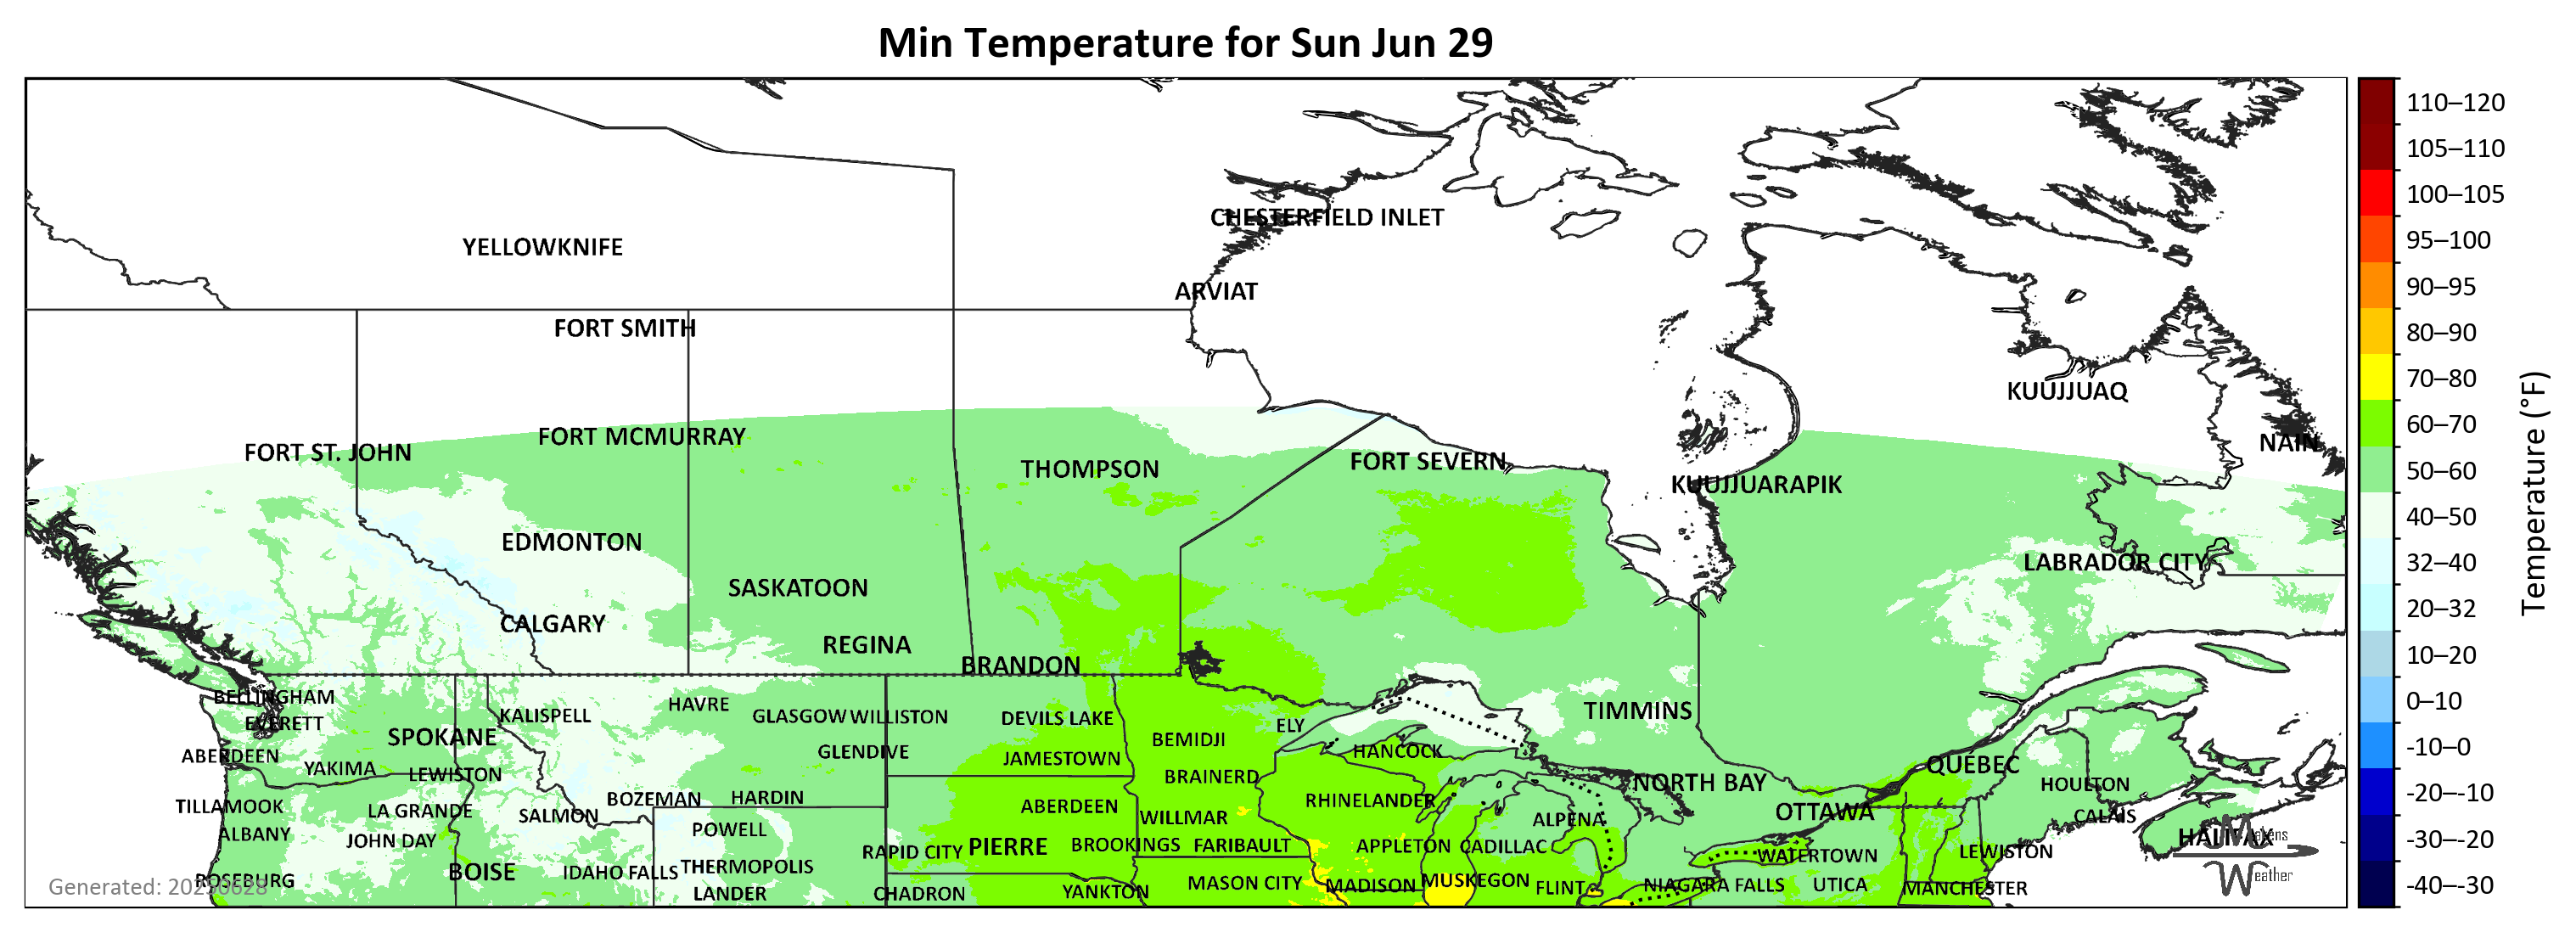 Min Temperature for Sun Jun 29
110–120
105–110
CHESTERFIELD INLET
100–105
YELLOWKNIFE
95–100
ARVIAT
90–95
FORT SMITH
80–90
KUUJJUAQ
70–80
60–70
FORT MCMURRAY
FORT ST. JOHN
NAIN
THOMPSON
FORT SEVERN
50–60
KUUJJUARAPIK
40–50
EDMONTON
LABRADOR CITY
32–40
SASKATOON
20–32
CALGARY
REGINA
10–20
BRANDON
BELLINGHAM
HAVRE
0–10
KALISPELL
GLASGOW
WILLISTON
DEVILS LAKE
TIMMINS
EVERETT
ELY
SPOKANE
BEMIDJI
-10–0
ABERDEEN
GLENDIVE
JAMESTOWN
HANCOCK
QUEBEC
YAKIMA
LEWISTON
BRAINERD
NORTH BAY
HOULTON
-20–-10
TILLAMOOK
LA GRANDE
SALMON
BOZEMAN
HARDIN
ABERDEEN
RHINELANDER
WILLMAR
OTTAWA
CALAIS
ALBANY
JOHN DAY
POWELL
ALPENA
HALIFAX
Makens
Weather
-30–-20
RAPID CITY
PIERRE
BROOKINGS
FARIBAULT
APPLETON
CADILLAC
WATERTOWN
LEWISTON
ROSEBURG
BOISE
IDAHO FALLS
THERMOPOLIS
MASON CITY
MADISON
MUSKEGON
FLINT
NIAGARA FALLS
UTICA
MANCHESTER
-40–-30
LANDER
CHADRON
YANKTON
Generated: 20250628
Temperature (°F)